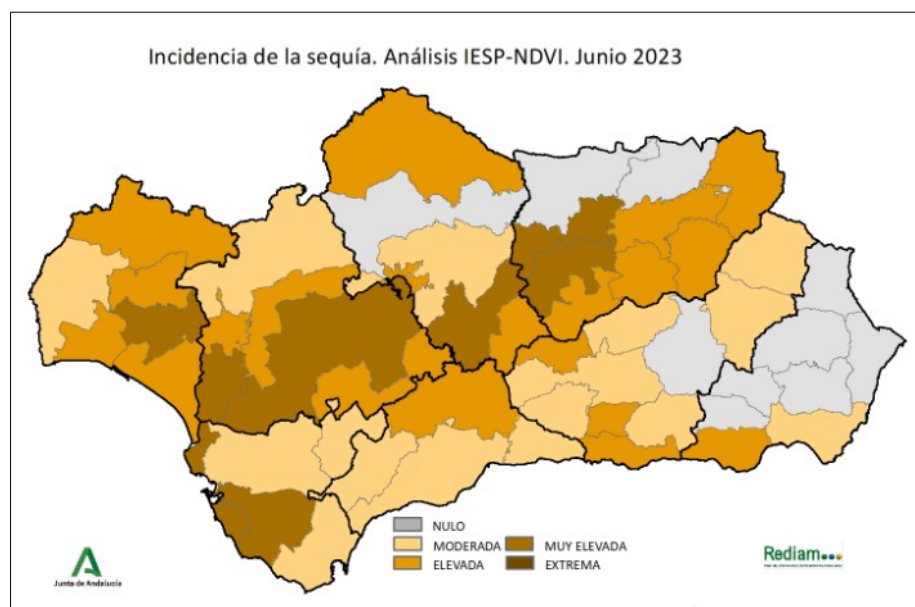 Incidencia de la sequía. Análisis IESP-NDVI. Junio 2023
NULO
MODERADA
MUY ELEVADA
ELEVADA
EXTREMA
Junta de Andalucía
Rediam